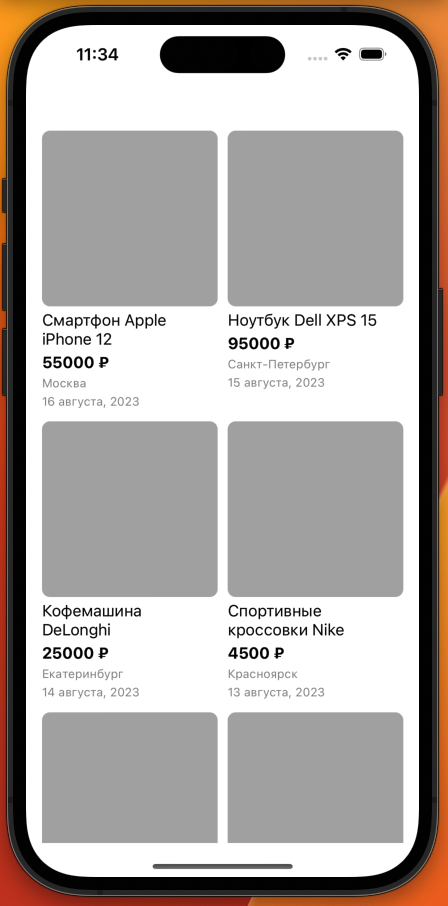 11:34
Смартфон Apple
iPhone 12
55000 ₽
Москва
16 августа, 2023
Ноутбук Dell XPS 15
95000 ₽
Санкт-Петербург
15 августа, 2023
Кофемашина
DeLonghi
25000 ₽
Екатеринбург
14 августа, 2023
Спортивные
кроссовки Nike
4500 ₽
Красноярск
13 августа, 2023